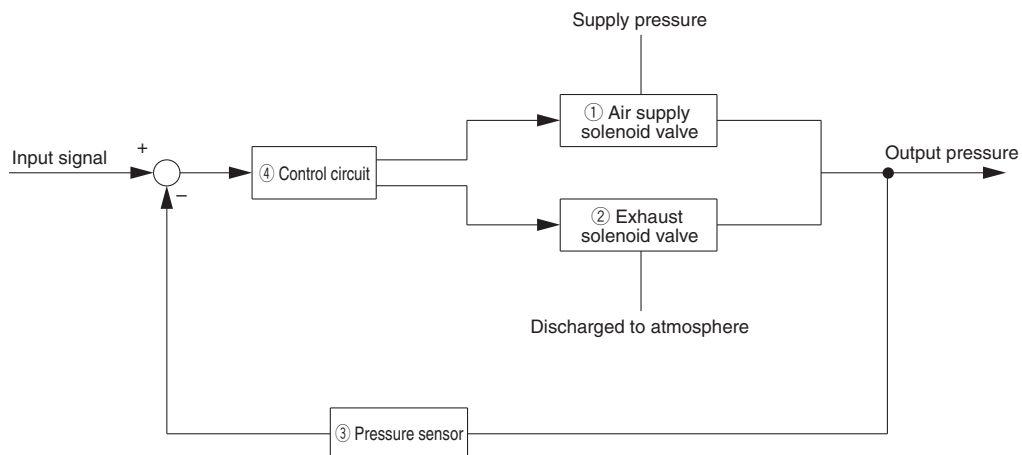 Supply pressure
① Air supply
solenoid valve
Input signal
+
−
④ Control circuit
Output pressure
② Exhaust
solenoid valve
Discharged to atmosphere
③ Pressure sensor